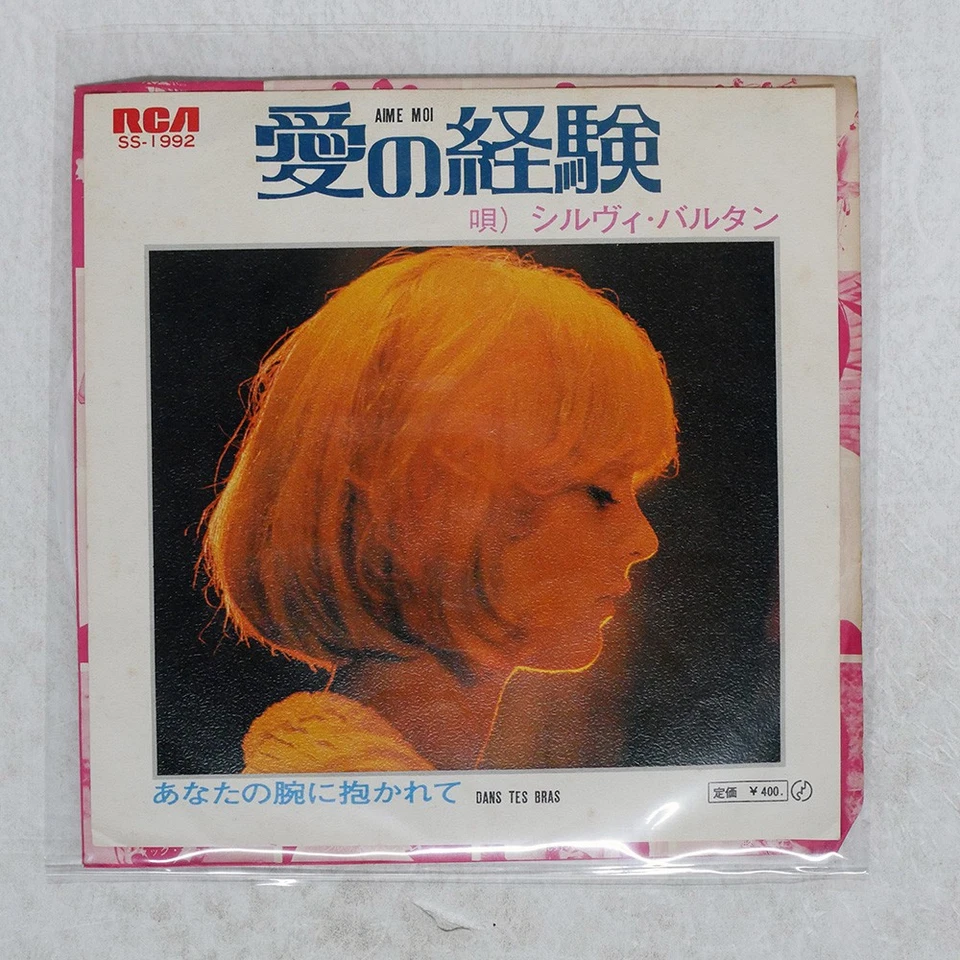 RCA
SS-1992
AIME MOI
愛の経験
唄) シルヴィ・バルタン
あなたの腕に抱かれて DANS TES BRAS
定価 ¥400.